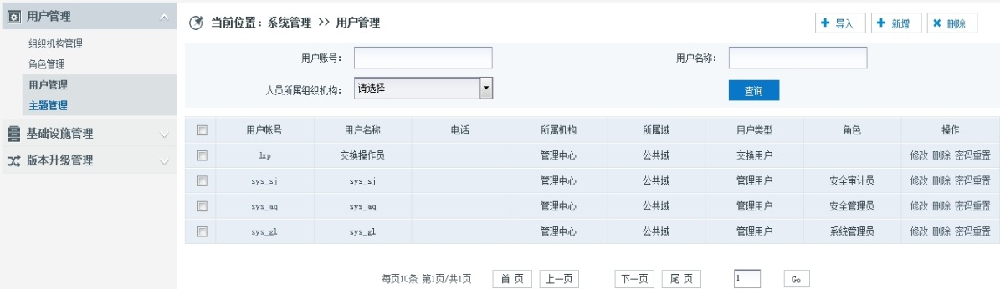 用户管理
组织机构管理
角色管理
用户管理
主题管理
基础设施管理
版本升级管理
当前位置：系统管理 >> 用户管理
导入 新增 删除
用户账号： 用户名称：
人员所属组织机构： 请选择 查询
用户帐号 用户名称 电话 所属机构 所属域 用户类型 角色 操作
dxp 交换操作员 管理中心 公共域 交换用户 修改 删除 密码重置
sys_sj sys_sj 管理中心 公共域 管理用户 安全审计员 修改 删除 密码重置
sys_aq sys_aq 管理中心 公共域 管理用户 安全管理员 修改 删除 密码重置
sys_gl sys_gl 管理中心 公共域 管理用户 系统管理员 修改 删除 密码重置
每页10条 第1页/共1页 首页 上一页 下一页 尾页 1 Go